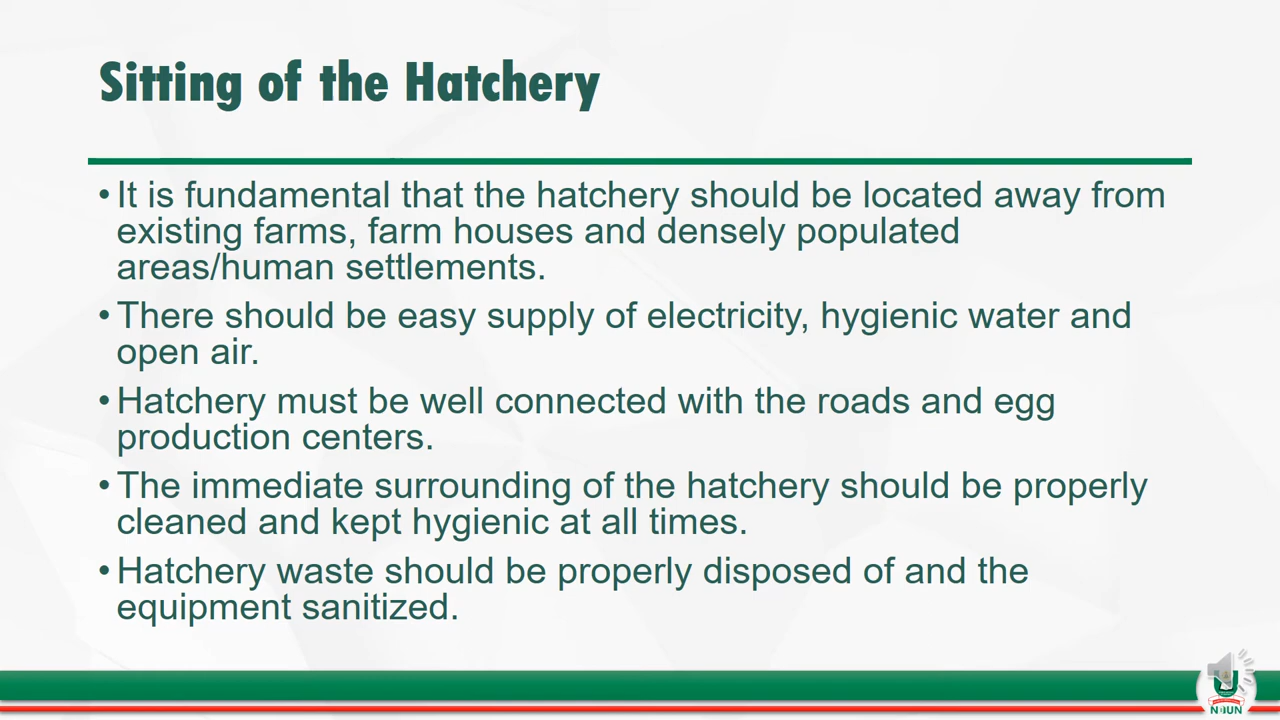 Sitting of the Hatchery
•It is fundamental that the hatchery should be located away from
existing farms, farm houses and densely populated
areas/human settlements.
•There should be easy supply of electricity, hygienic water and
open air.
•Hatchery must be well connected with the roads and egg
production centers.
•The immediate surrounding of the hatchery should be properly
cleaned and kept hygienic at all times.
•Hatchery waste should be properly disposed of and the
equipment sanitized.
NOUN